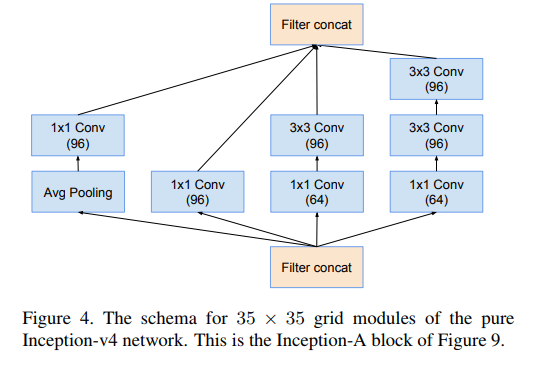 Filter concat
3x3 Conv
(96)
1x1 Conv
(96)
3x3 Conv
(96)
3x3 Conv
(96)
Avg Pooling
1x1 Conv
(96)
1x1 Conv
(64)
1x1 Conv
(64)
Filter concat
Figure 4. The schema for 35 × 35 grid modules of the pure
Inception-v4 network. This is the Inception-A block of Figure 9.